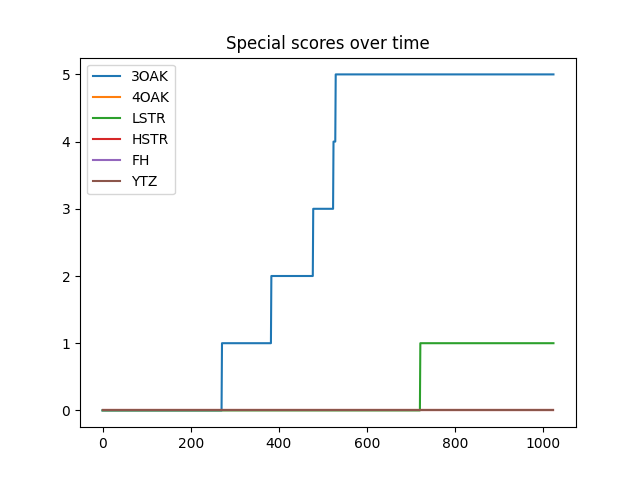 Special scores over time
3OAK
4OAK
LSTR
HSTR
FH
YTZ
5
4
3
2
1
0
0 200 400 600 800 1000